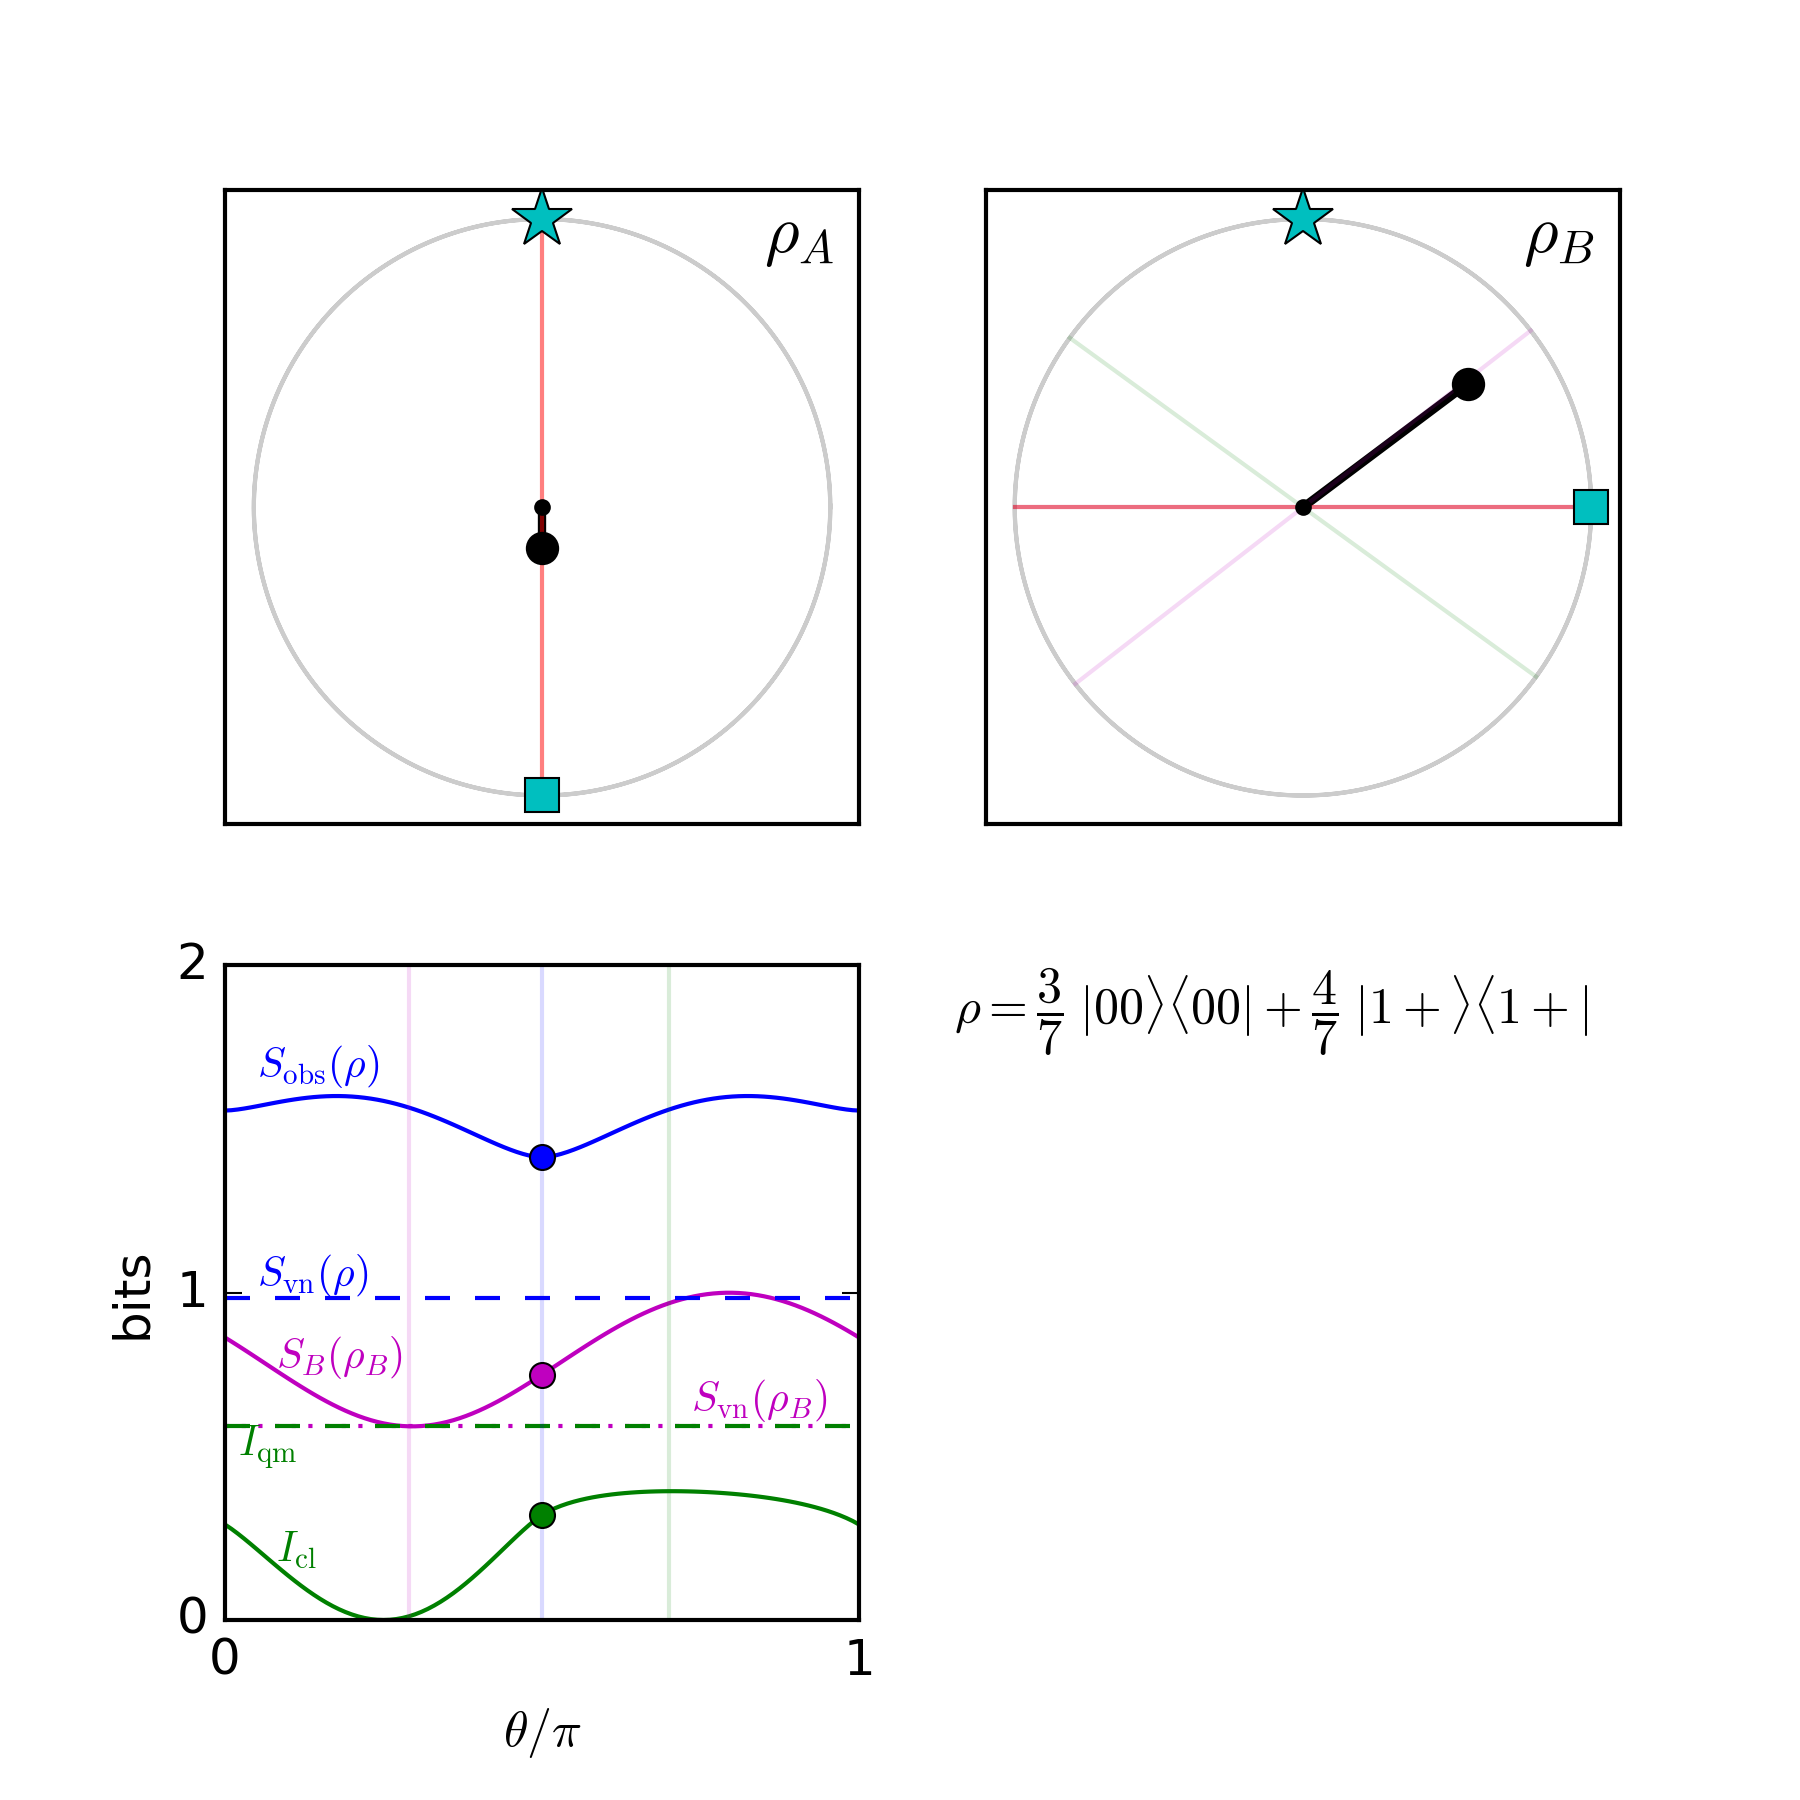 ρ_A
ρ_B
2
S_obs(ρ)
S_vn(ρ)
1
bits
S_B(ρ_B)
S_vn(ρ_B)
I_qm
I_cl
0
0 1
θ/π
ρ = 3/7 |00⟩⟨00| + 4/7 |1+⟩⟨1+|